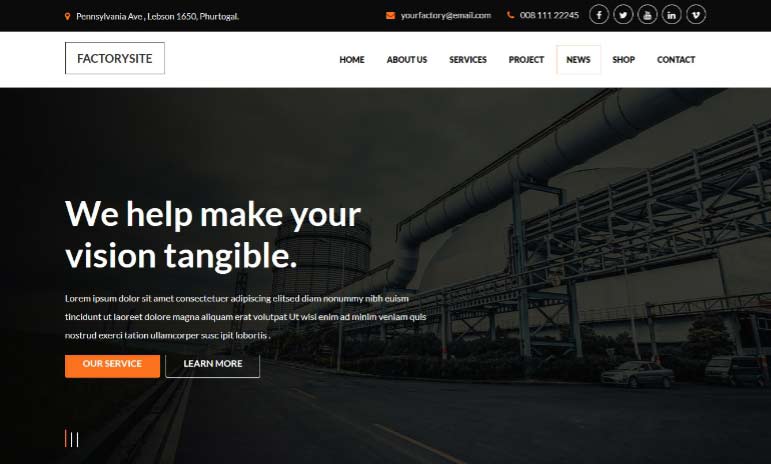 Pennsylvania Ave , Lebson 1650, Phurtogal.
yourfactory@email.com 008 111 22245
FACTORYSITE
HOME ABOUT US SERVICES PROJECT NEWS SHOP CONTACT
We help make your
vision tangible.
Lorem ipsum dolor sit amet consectetuer adipiscing elitsed diam nonummy nibh euism
tincidunt ut laoreet dolore magna aliquam erat volutpat Ut wisi enim ad minim veniam quis
nostrud exerci tation ullamcorper susc ipit lobortis .
OUR SERVICE LEARN MORE